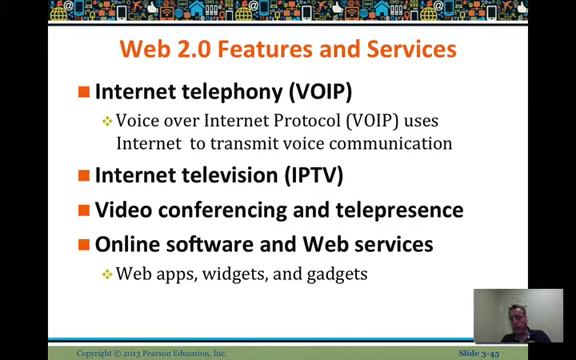 Web 2.0 Features and Services
Internet telephony (VOIP)
Voice over Internet Protocol (VOIP) uses
Internet to transmit voice communication
Internet television (IPTV)
Video conferencing and telepresence
Online software and Web services
Web apps, widgets, and gadgets
Copyright © 2013 Pearson Education, Inc.
Slide 3-45